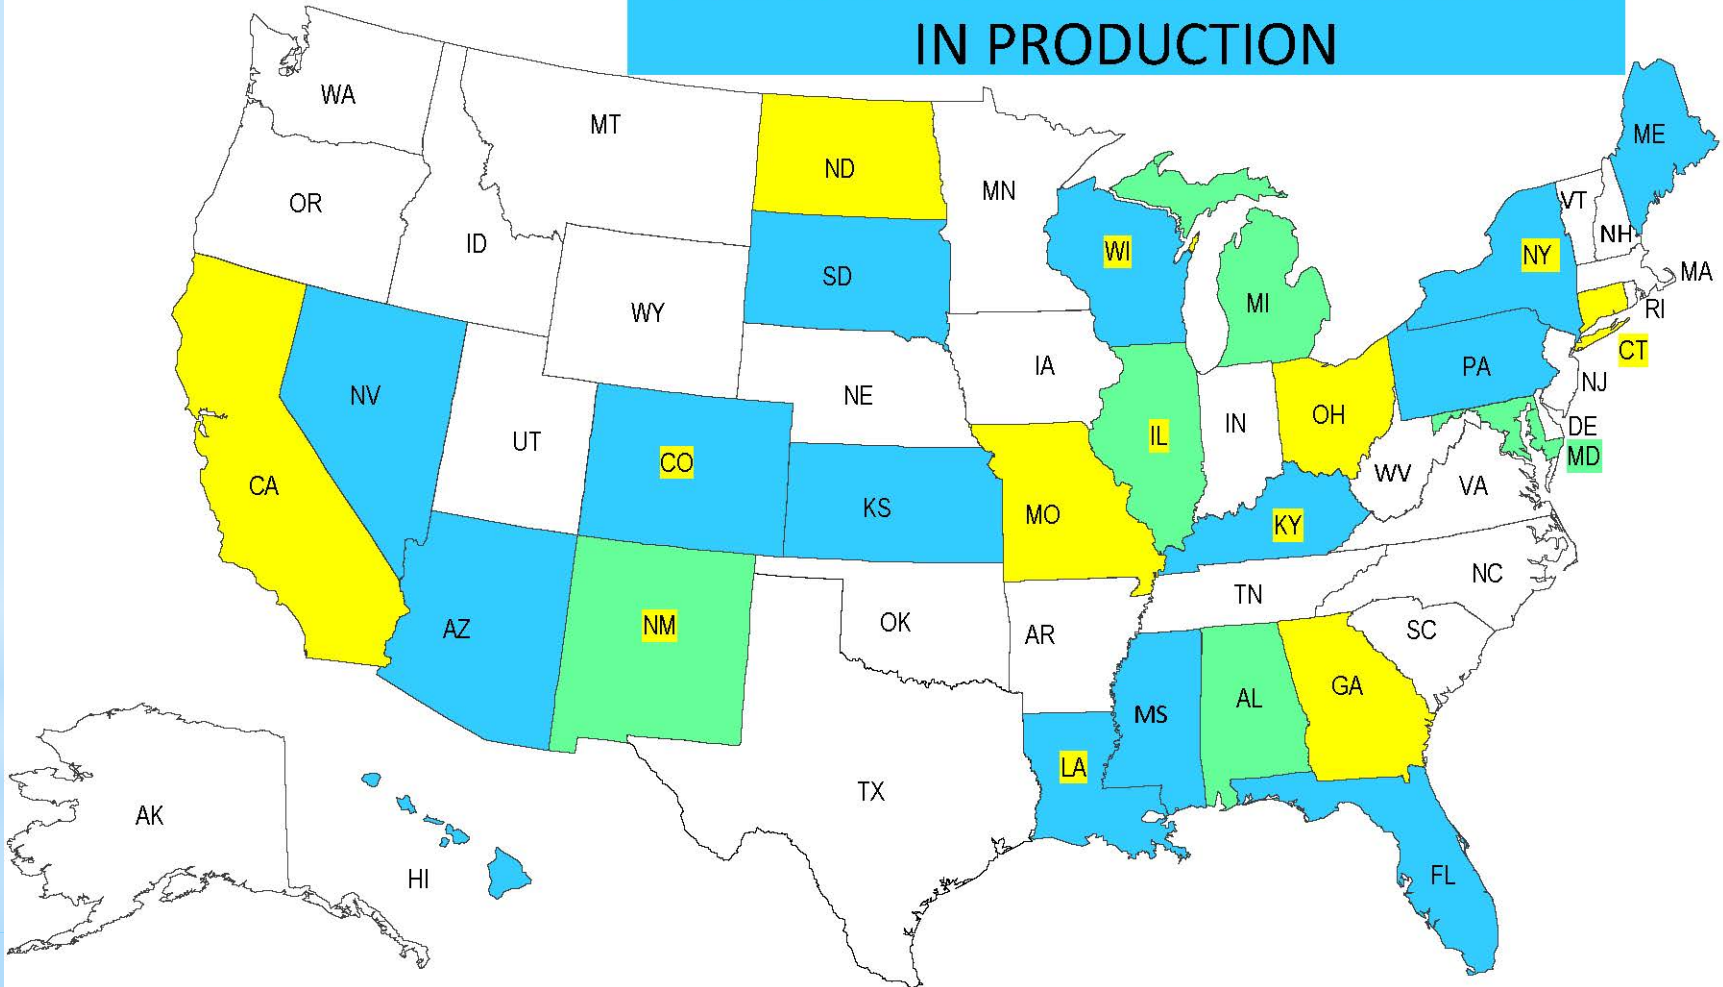 IN PRODUCTION
WA
MT
ND
MN
ME
OR
ID
SD
WI
VT
NH
NY
MA
WY
MI
RI
IA
CT
NV
NE
PA
NJ
UT
OH
IN
DE
CO
IL
MD
CA
KS
MO
WV
VA
KY
NC
TN
AZ
NM
OK
AR
SC
GA
MS
AL
LA
TX
AK
HI
FL